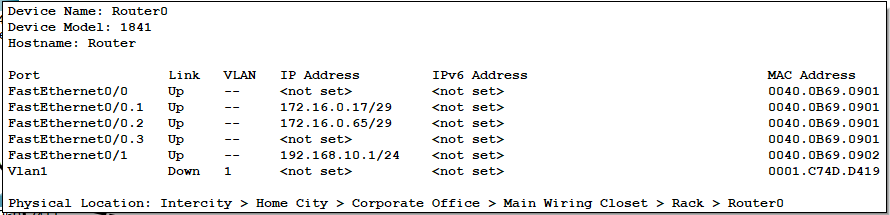 Device Name: Router0
Device Model: 1841
Hostname: Router
Port Link VLAN IP Address IPv6 Address MAC Address
FastEthernet0/0 Up -- <not set> <not set> 0040.0B69.0901
FastEthernet0/0.1 Up -- 172.16.0.17/29 <not set> 0040.0B69.0901
FastEthernet0/0.2 Up -- 172.16.0.65/29 <not set> 0040.0B69.0901
FastEthernet0/0.3 Up -- <not set> <not set> 0040.0B69.0901
FastEthernet0/1 Up -- 192.168.10.1/24 <not set> 0040.0B69.0902
Vlan1 Down 1 <not set> <not set> 0001.C74D.D419
Physical Location: Intercity > Home City > Corporate Office > Main Wiring Closet > Rack > Router0